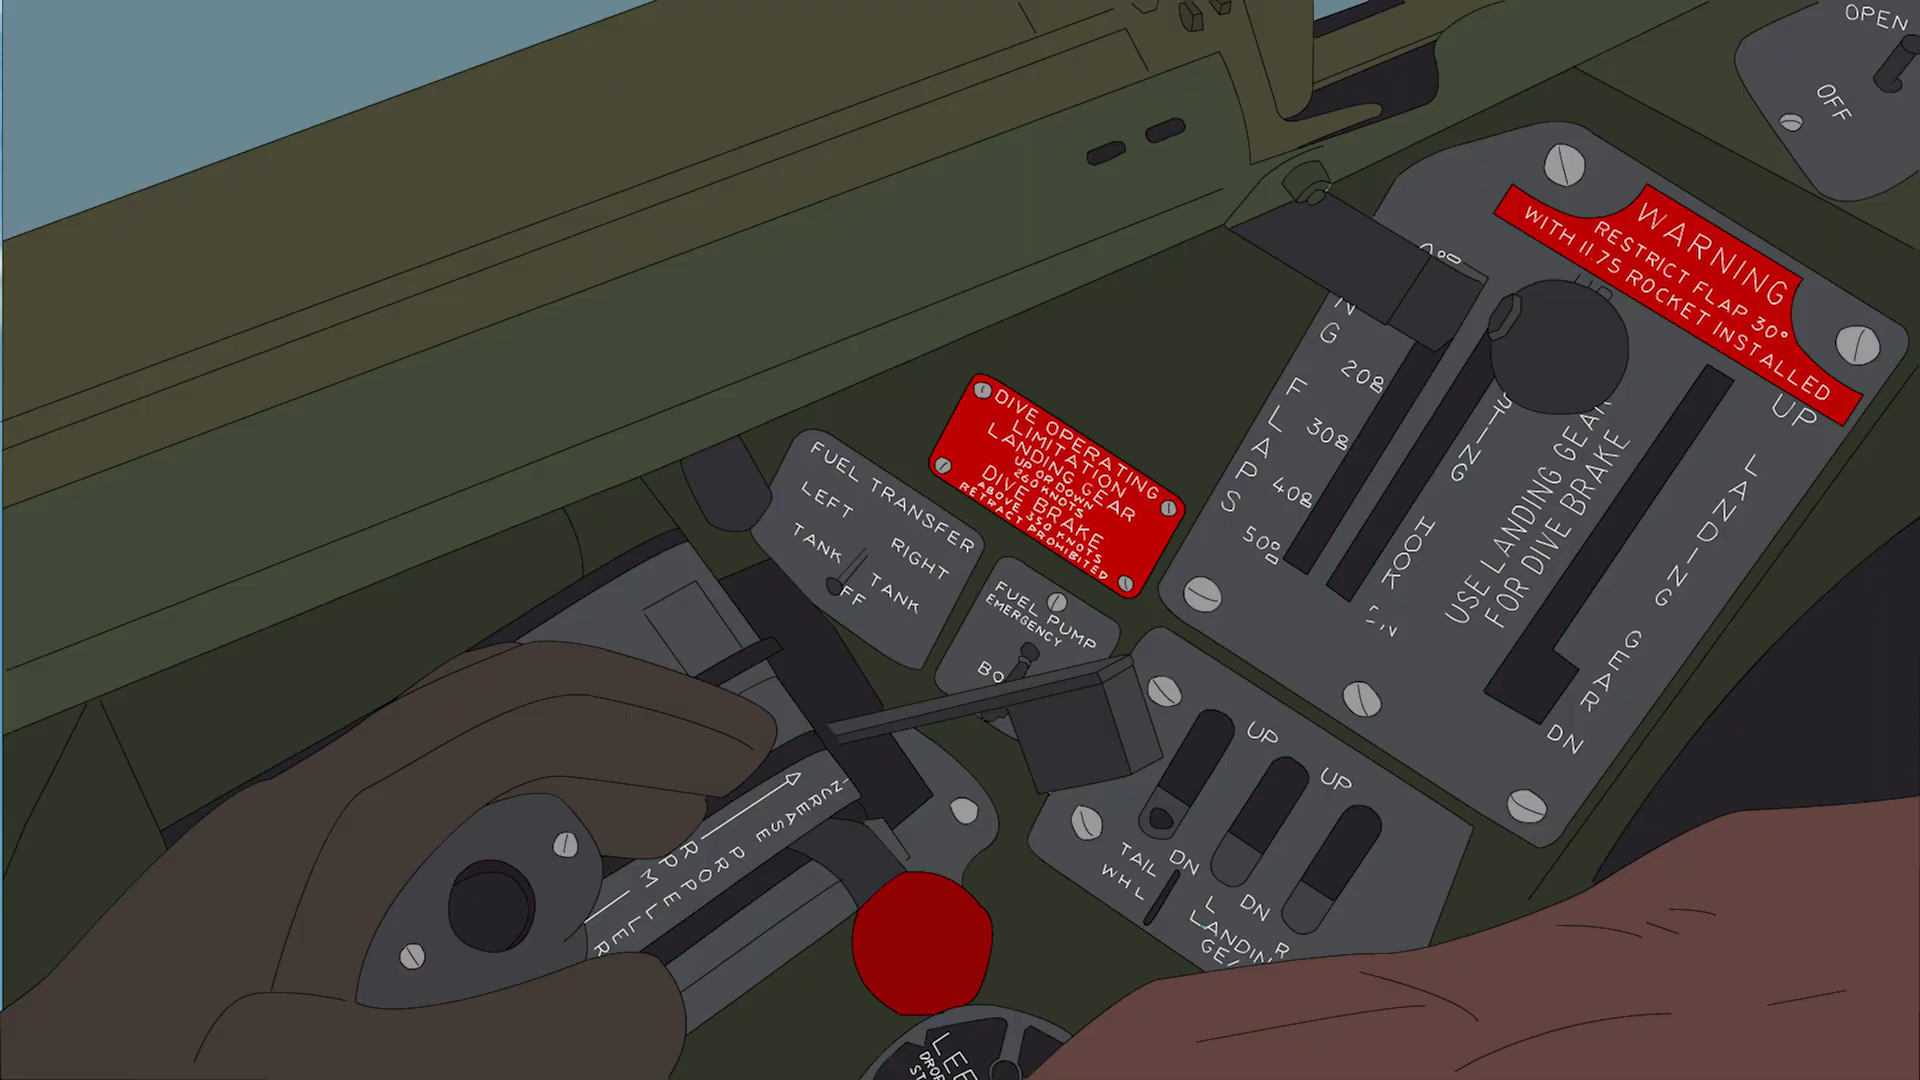 OPEN
OFF
WARNING
RESTRICT FLAP 30°
WITH 11.75 ROCKET INSTALLED
UP
20°
30°
40°
50°
FLAPS
HOOK
USE LANDING GEAR
FOR DIVE BRAKE
LANDING GEAR
DN
DIVE OPERATING
LIMITATION
LANDING GEAR
UP OR DOWN
260 KNOTS
DIVE BRAKE
ABOVE 350 KNOTS
RETRACT PROHIBITED
FUEL TRANSFER
LEFT
TANK
RIGHT
TANK
FUEL PUMP
EMERGENCY
UP
UP
TAIL
WHL
DN
L
DN
R
INCREASE
RPM
PROPELLER